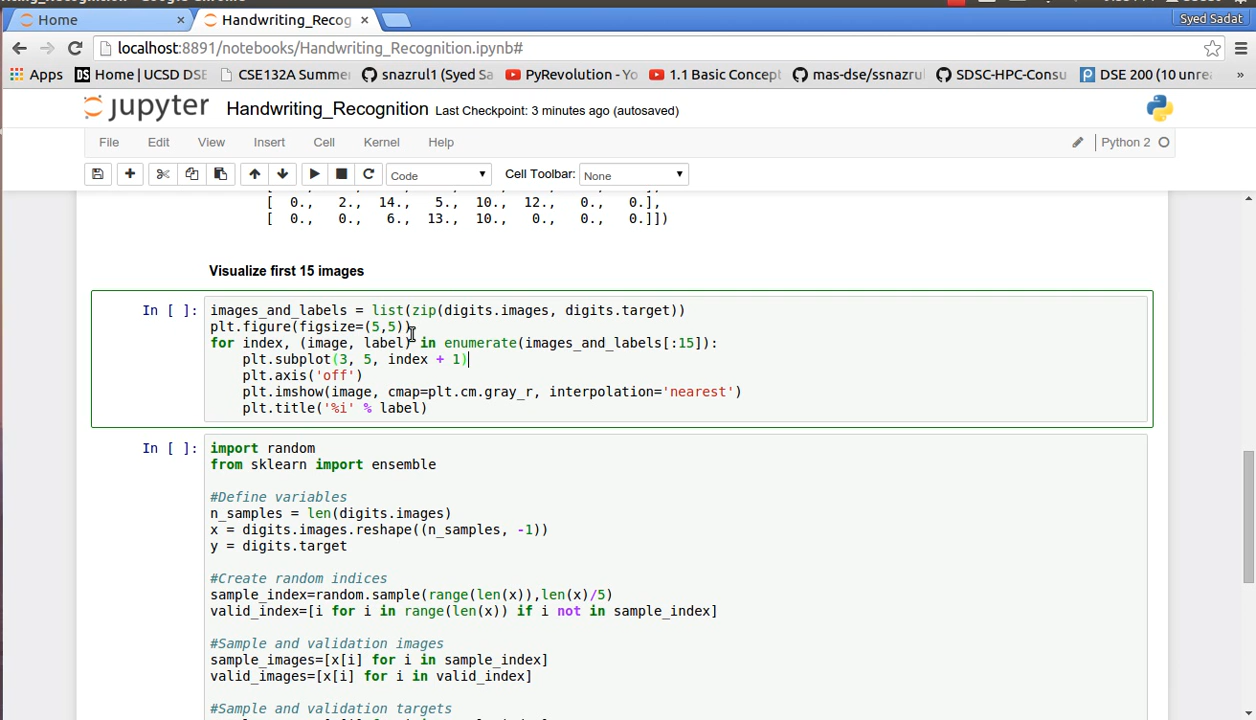 Home
Handwriting_Recog
Syed Sadat
localhost:8891/notebooks/Handwriting_Recognition.ipynb#
Apps Home | UCSD DSE CSE132A Summer snazrul1 (Syed Sa PyRevolution - Yo 1.1 Basic Concept mas-dse/ssnazru SDSC-HPC-Consu DSE 200 (10 unre »
jupyter Handwriting_Recognition Last Checkpoint: 3 minutes ago (autosaved)
File Edit View Insert Cell Kernel Help Python 2
Code Cell Toolbar: None
[ 0., 2., 14., 5., 10., 12., 0., 0.],
[ 0., 0., 6., 13., 10., 0., 0., 0.]])
Visualize first 15 images
In [ ]: images_and_labels = list(zip(digits.images, digits.target))
plt.figure(figsize=(5,5))
for index, (image, label) in enumerate(images_and_labels[:15]):
plt.subplot(3, 5, index + 1)
plt.axis('off')
plt.imshow(image, cmap=plt.cm.gray_r, interpolation='nearest')
plt.title('%i' % label)
In [ ]: import random
from sklearn import ensemble
#Define variables
n_samples = len(digits.images)
x = digits.images.reshape((n_samples, -1))
y = digits.target
#Create random indices
sample_index=random.sample(range(len(x)),len(x)/5)
valid_index=[i for i in range(len(x)) if i not in sample_index]
#Sample and validation images
sample_images=[x[i] for i in sample_index]
valid_images=[x[i] for i in valid_index]
#Sample and validation targets